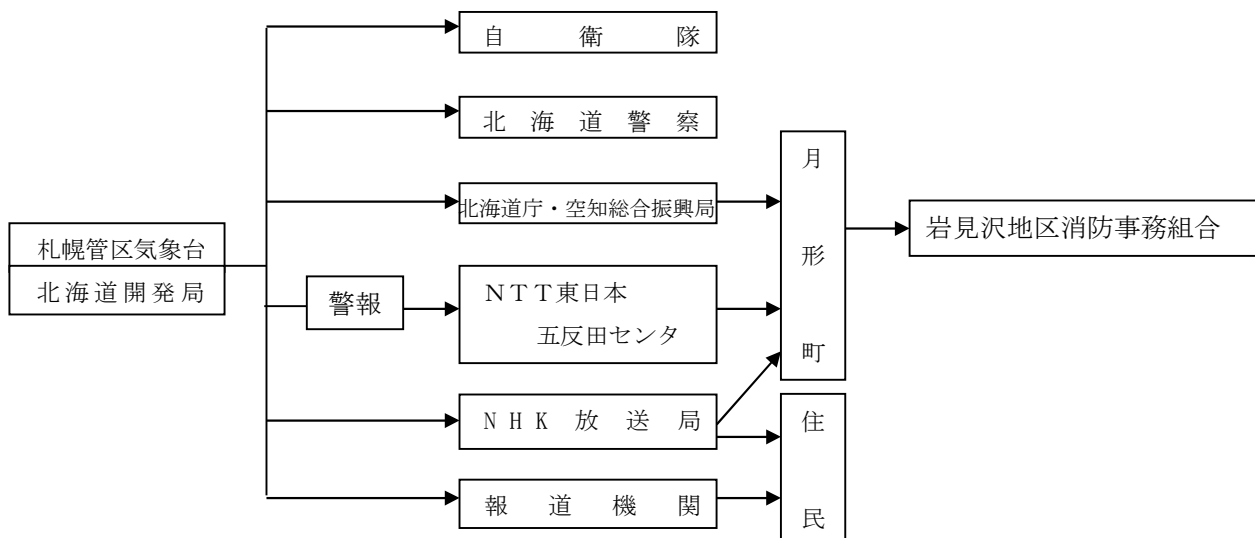 自衛隊
北海道警察
北海道庁・空知総合振興局
札幌管区気象台
北海道開発局
警報
ＮＴＴ東日本
五反田センタ
ＮＨＫ放送局
報道機関
月形町
住民
岩見沢地区消防事務組合